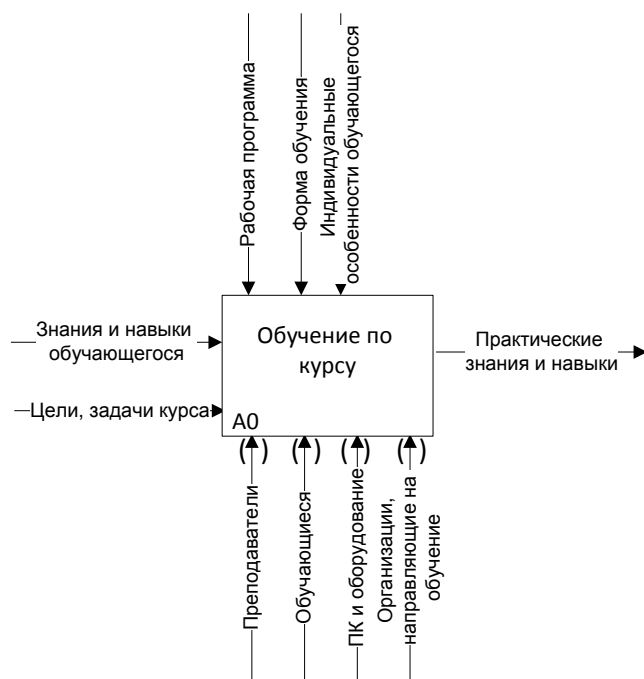 Рабочая программа
Форма обучения
Индивидуальные
особенности обучающегося
Знания и навыки
обучающегося
Цели, задачи курса
Обучение по
курсу
A0
Практические
знания и навыки
( )
( )
( )
( )
Преподаватели
Обучающиеся
ПК и оборудование
Организации,
направляющие на
обучение